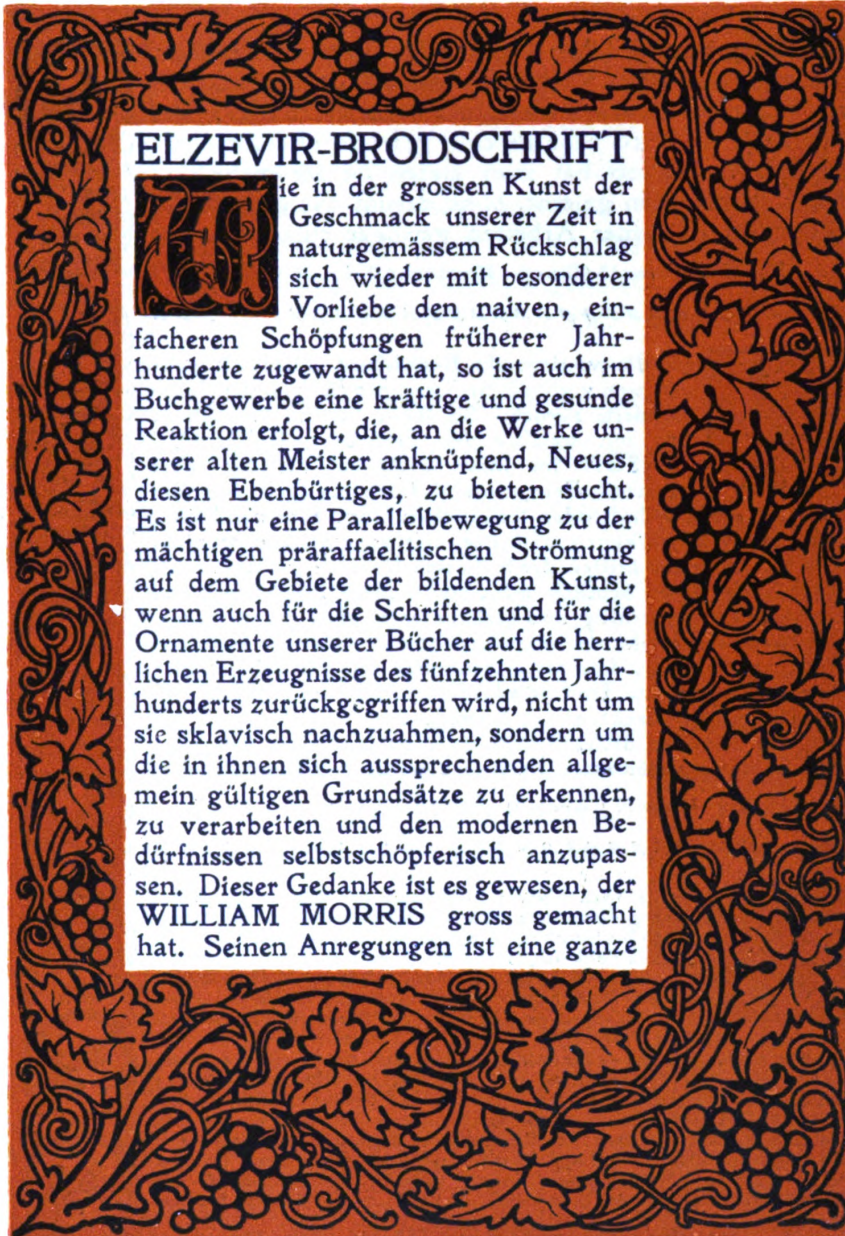 ELZEVIR-BRODSCHRIFT
Wie in der grossen Kunst der
Geschmack unserer Zeit in
naturgemässem Rückschlag
sich wieder mit besonderer
Vorliebe den naiven, ein-
facheren Schöpfungen früherer Jahr-
hunderte zugewandt hat, so ist auch im
Buchgewerbe eine kräftige und gesunde
Reaktion erfolgt, die, an die Werke un-
serer alten Meister anknüpfend, Neues,
diesen Ebenbürtiges, zu bieten sucht.
Es ist nur eine Parallelbewegung zu der
mächtigen präraffaelitischen Strömung
auf dem Gebiete der bildenden Kunst,
wenn auch für die Schriften und für die
Ornamente unserer Bücher auf die herr-
lichen Erzeugnisse des fünfzehnten Jahr-
hunderts zurückgegriffen wird, nicht um
sie sklavisch nachzuahmen, sondern um
die in ihnen sich aussprechenden allge-
mein gültigen Grundsätze zu erkennen,
zu verarbeiten und den modernen Be-
dürfnissen selbstschöpferisch anzupas-
sen. Dieser Gedanke ist es gewesen, der
WILLIAM MORRIS gross gemacht
hat. Seinen Anregungen ist eine ganze